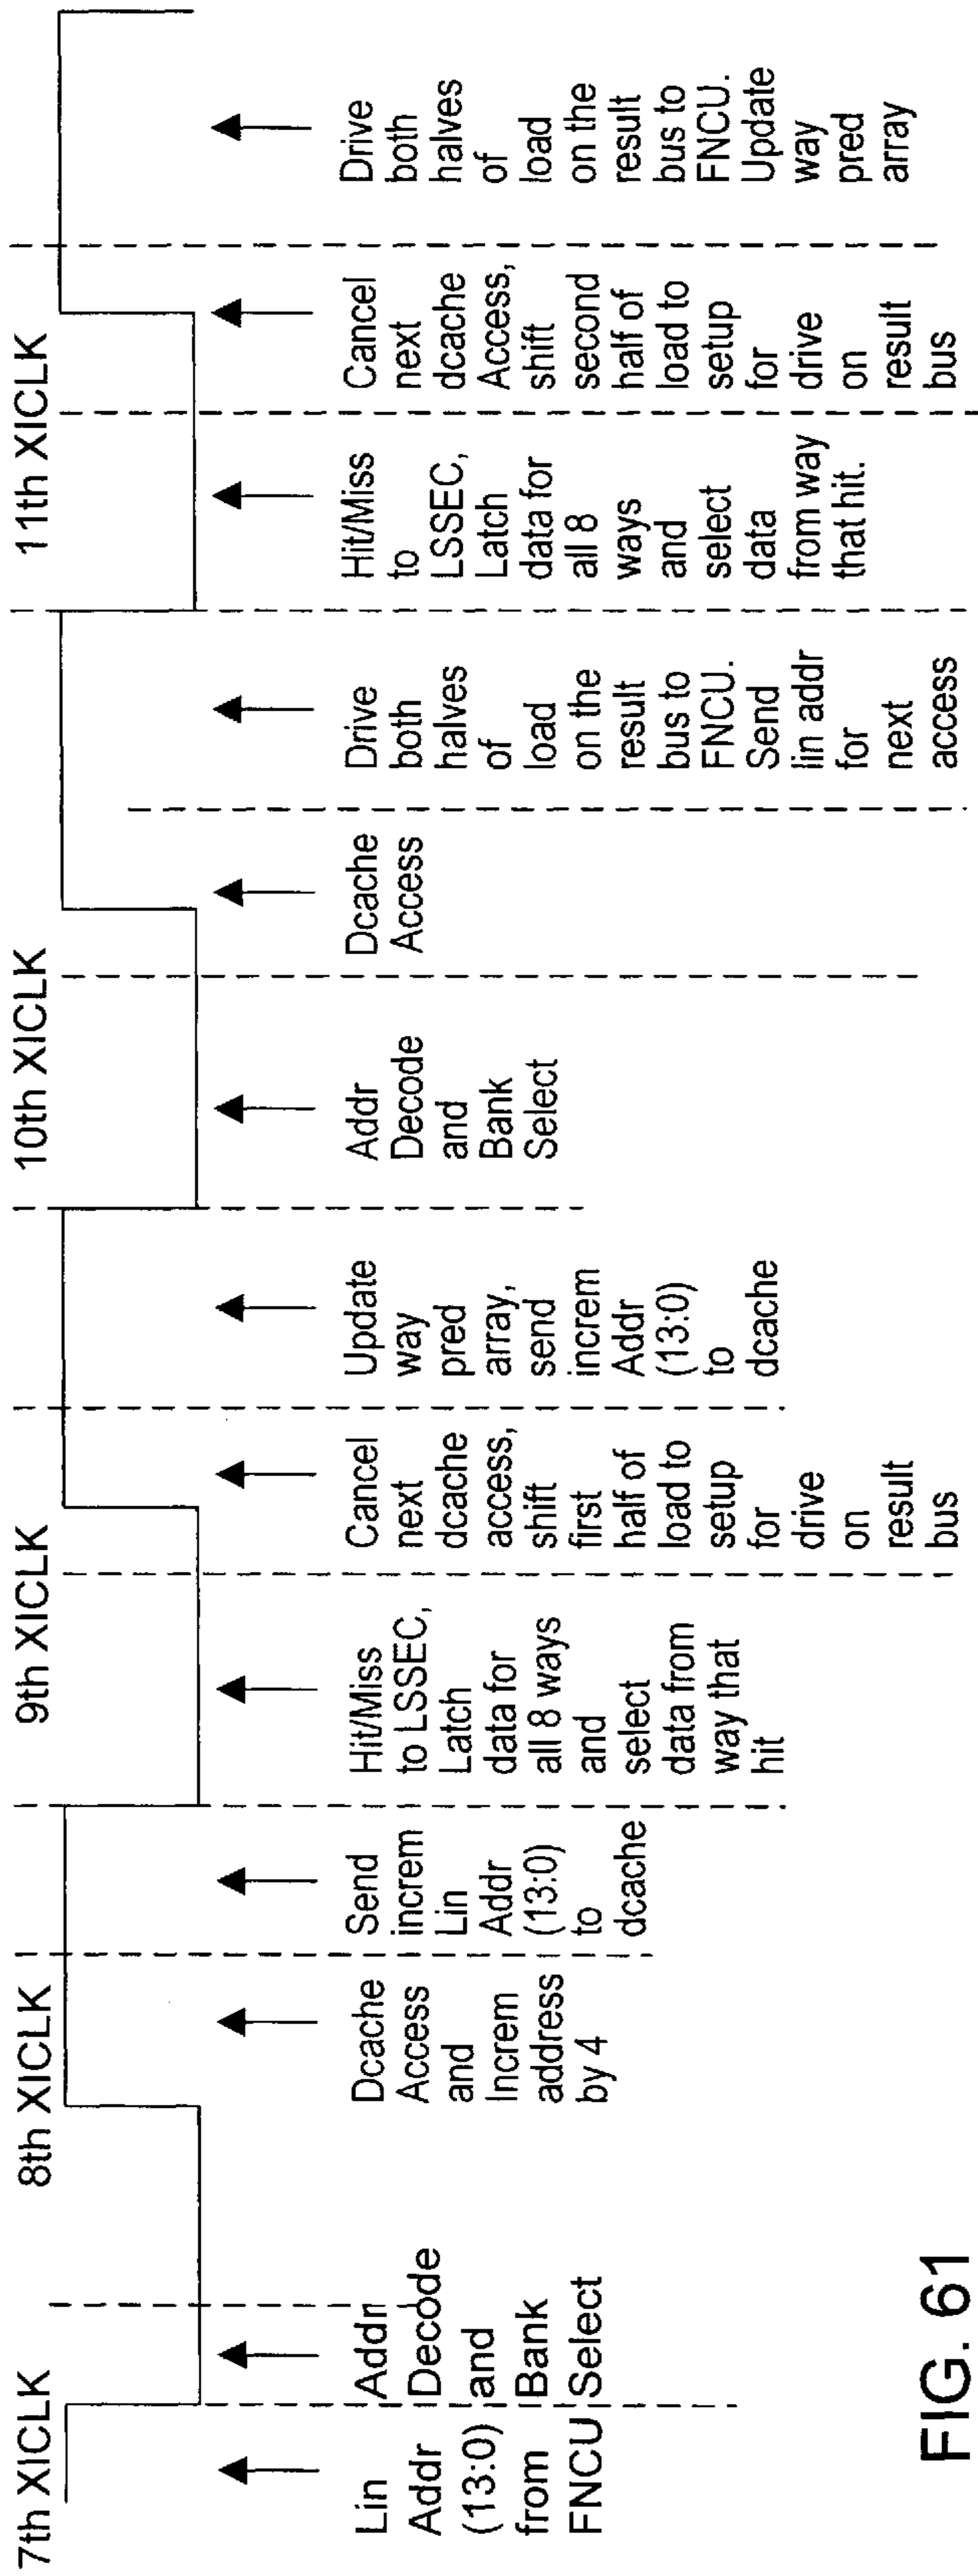 7th XICLK
8th XICLK
9th XICLK
10th XICLK
11th XICLK
Lin
Addr
(13:0)
from
FNCU
Addr
Decode
and
Bank
Select
Dcache
Access
and
Increm
address
by 4
Send
increm
Lin
Addr
(13:0)
to
dcache
Hit/Miss
to LSSEC,
Latch
data for
all 8 ways
and
select
data from
way that
hit
Cancel
next
dcache
access,
shift
first
half of
load to
setup
for
drive
on
result
bus
Update
way
pred
array,
send
increm
Addr
(13:0)
to
dcache
Addr
Decode
and
Bank
Select
Dcache
Access
Drive
both
halves
of
load
on the
result
bus to
FNCU.
Send
lin addr
for
next
access
Hit/Miss
to
LSSEC,
Latch
data for
all 8
ways
and
select
data
from way
that hit.
Cancel
next
dcache
Access,
shift
second
half of
load to
setup
for
drive
on
result
bus
Drive
both
halves
of
load
on the
result
bus to
FNCU.
Update
way
pred
array
FIG. 61